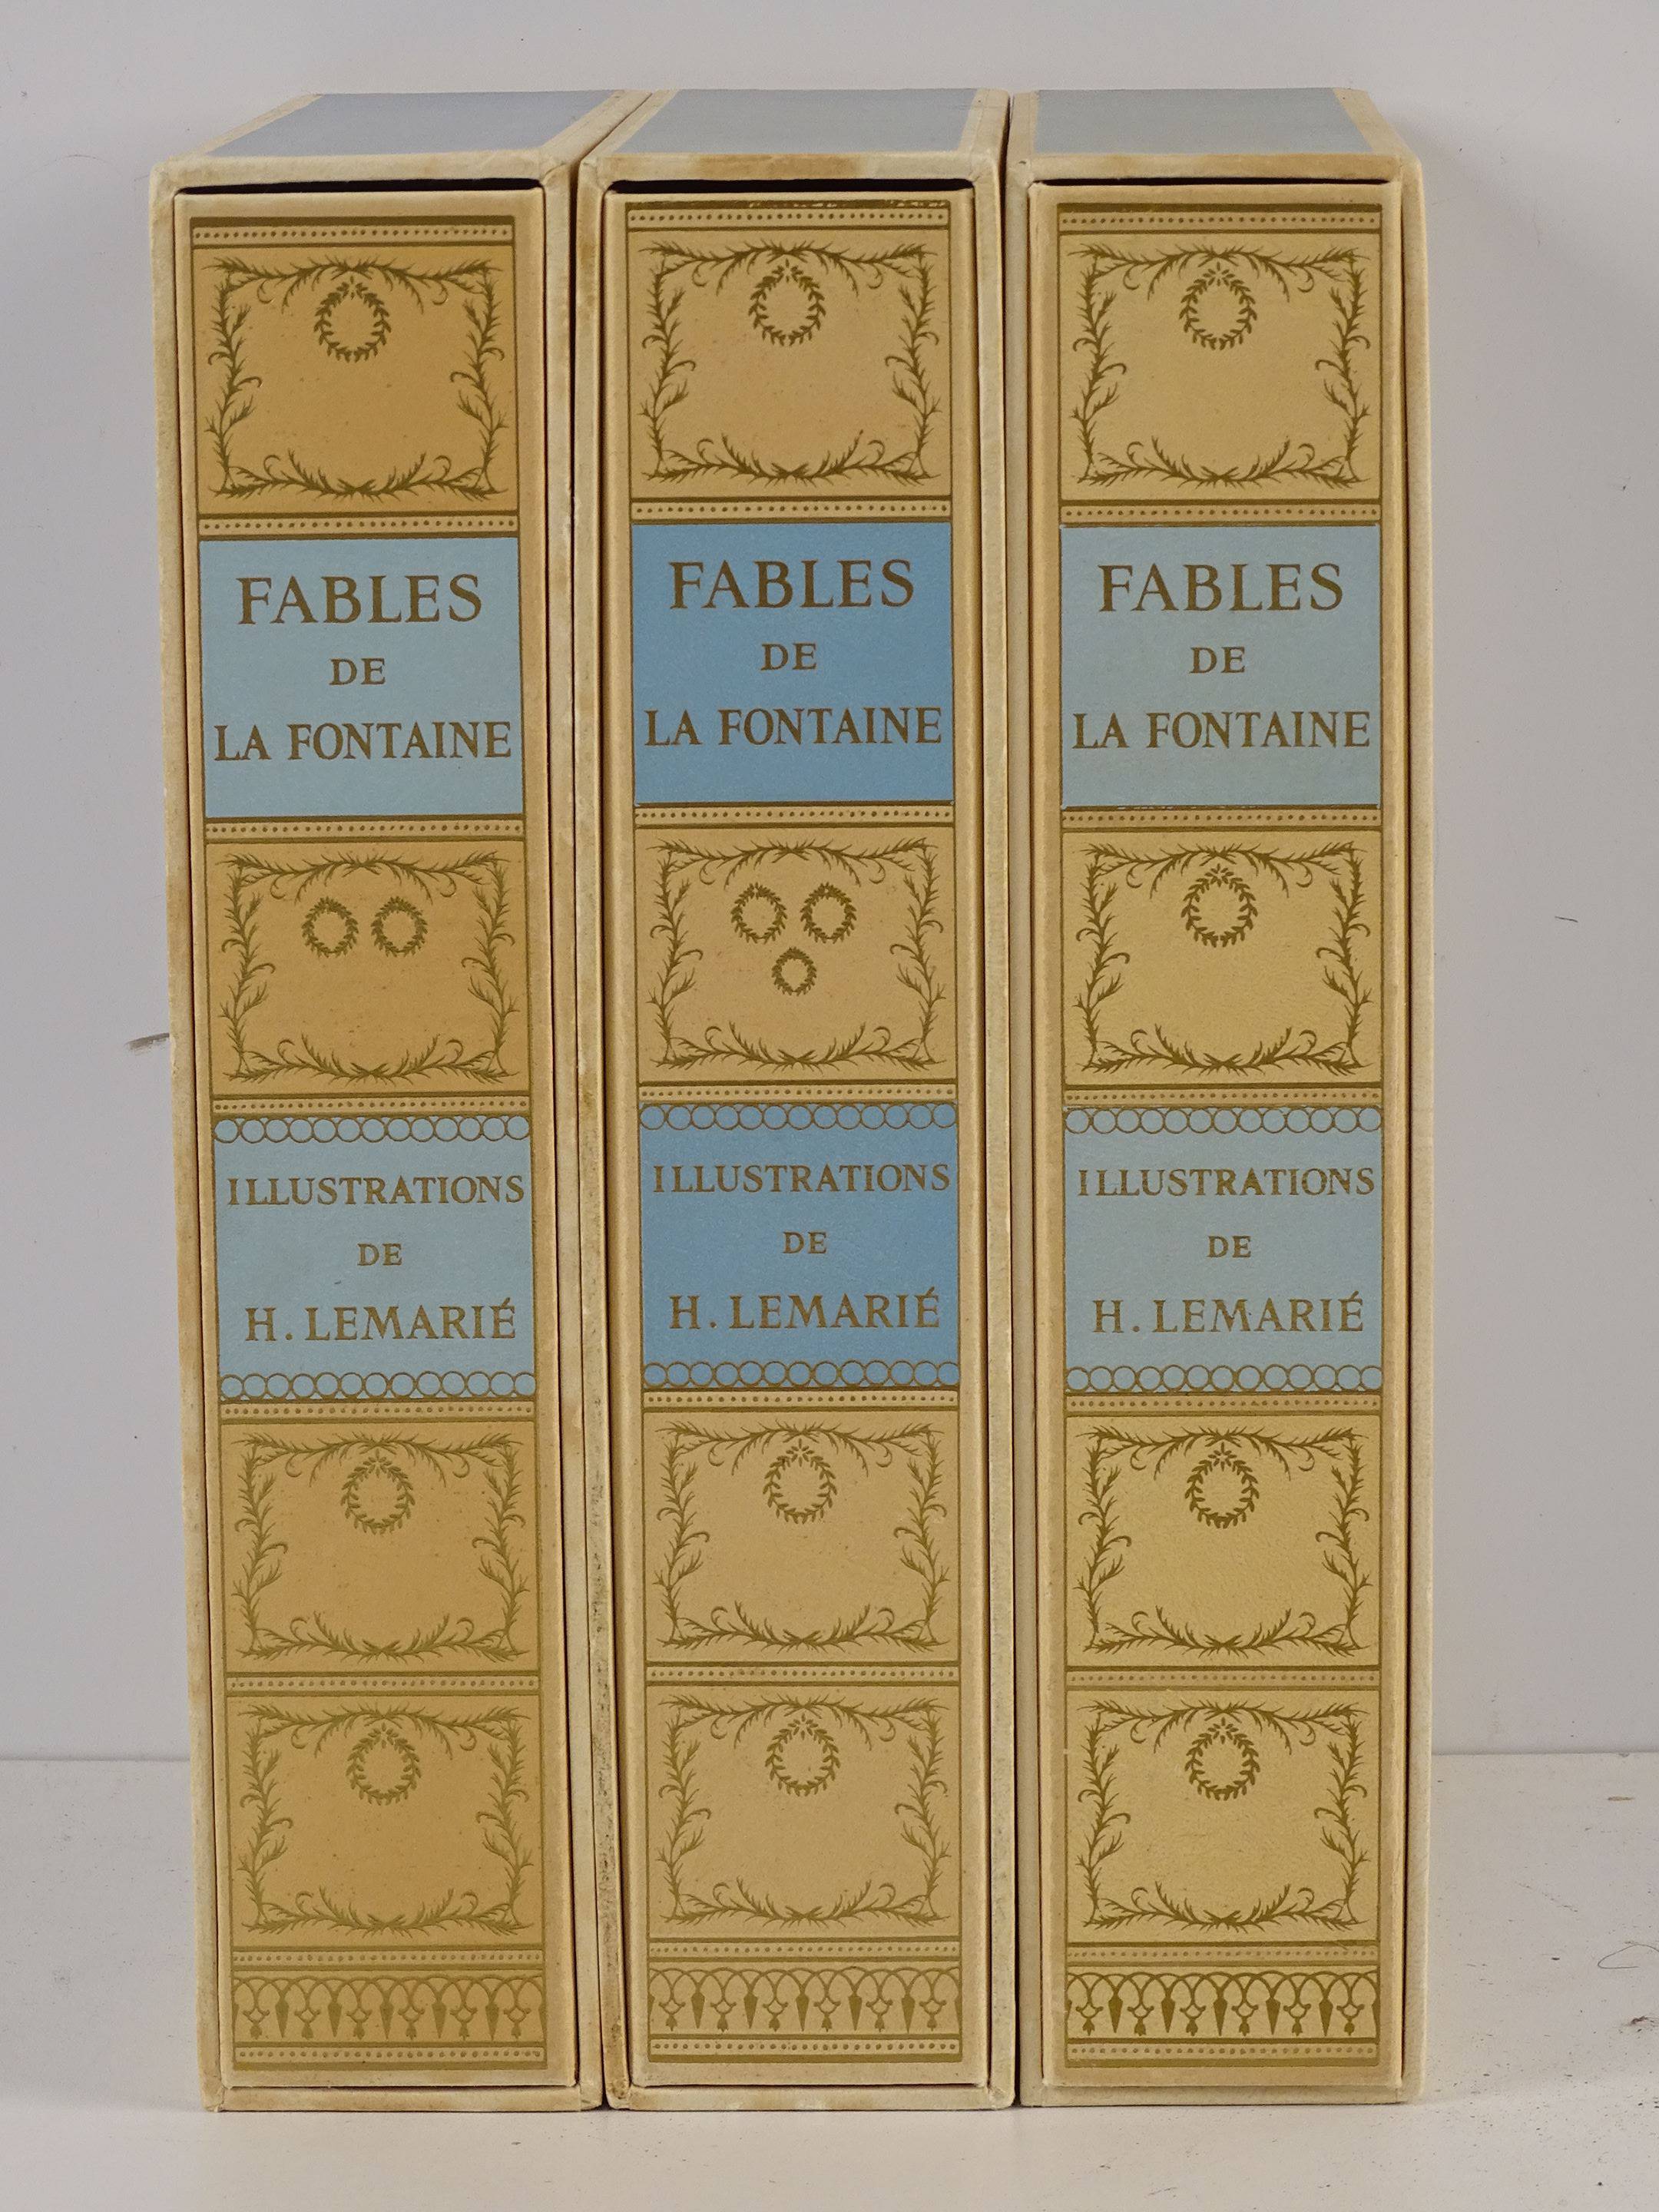 FABLES
DE
LA FONTAINE
ILLUSTRATIONS
DE
H. LEMARIÉ
FABLES
DE
LA FONTAINE
ILLUSTRATIONS
DE
H. LEMARIÉ
FABLES
DE
LA FONTAINE
ILLUSTRATIONS
DE
H. LEMARIÉ